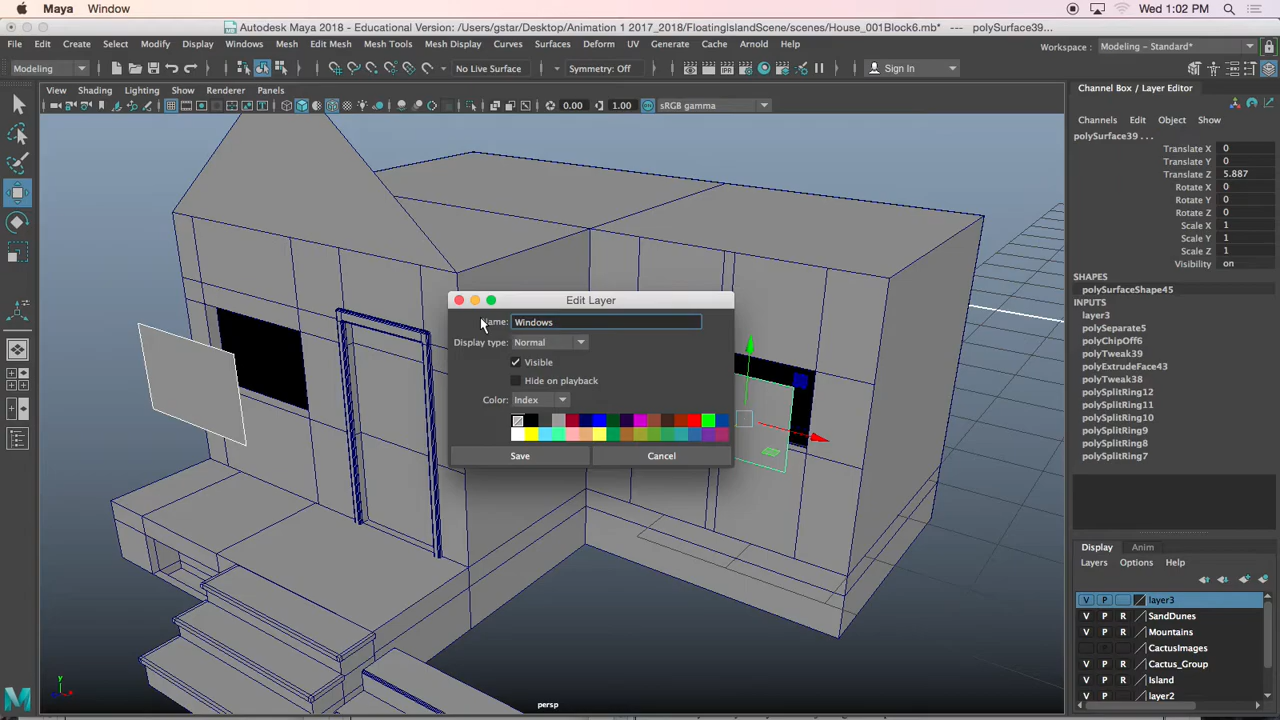 Maya Window
Wed 1:02 PM
Autodesk Maya 2018 - Educational Version: /Users/gstar/Desktop/Animation 1 2017_2018/FloatingIslandScene/scenes/House_001Block6.mb* --- polySurface39...
File Edit Create Select Modify Display Windows Mesh Edit Mesh Mesh Tools Mesh Display Curves Surfaces Deform UV Generate Cache Arnold Help
Workspace: Modeling - Standard*
Modeling
No Live Surface
Symmetry: Off
Sign In
View Shading Lighting Show Renderer Panels
0.00 1.00 sRGB gamma
Channel Box / Layer Editor
Channels Edit Object Show
polySurface39 ...
Translate X 0
Translate Y 0
Translate Z 5.887
Rotate X 0
Rotate Y 0
Rotate Z 0
Scale X 1
Scale Y 1
Scale Z 1
Visibility on
SHAPES
polySurfaceShape45
INPUTS
layer3
polySeparate5
polyChipOff6
polyTweak39
polyExtrudeFace43
polyTweak38
polySplitRing12
polySplitRing11
polySplitRing10
polySplitRing9
polySplitRing8
polySplitRing7
Edit Layer
Name: Windows
Display type: Normal
Visible
Hide on playback
Color: Index
Save Cancel
Display Anim
Layers Options Help
V P layer3
V P R SandDunes
V P R Mountains
CactusImages
V P R Cactus_Group
V P R Island
V P layer2
persp